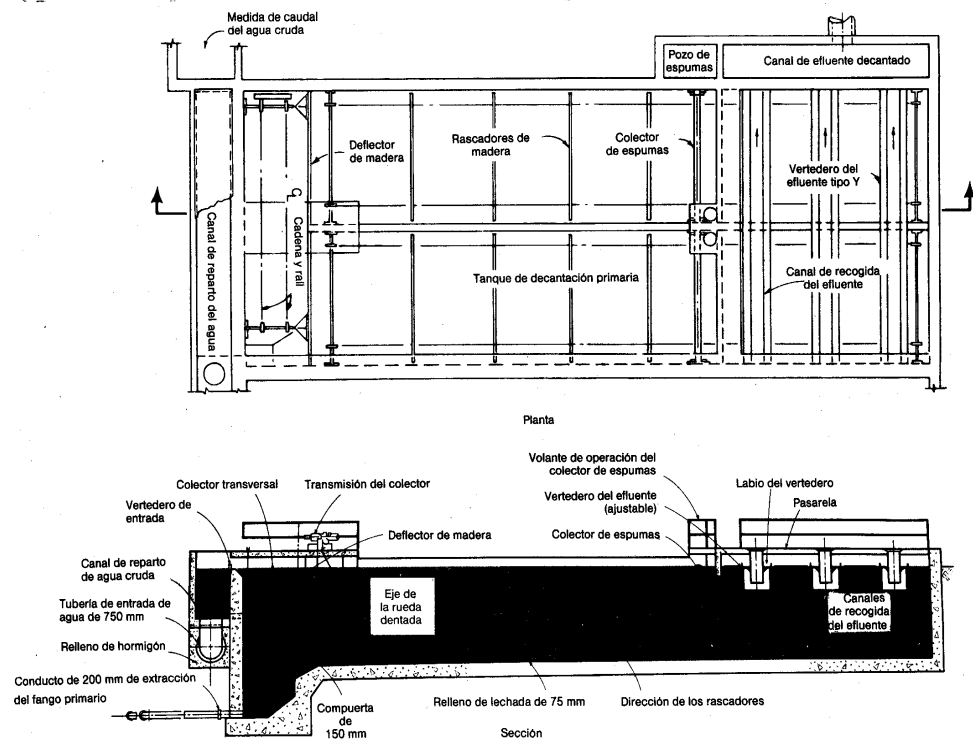 Medida de caudal
del agua cruda
Pozo de
espumas
Canal de efluente decantado
Deflector
de madera
Rascadores de
madera
Colector
de espumas
Vertedero del
efluente tipo Y
Canal de reparto del agua
CL
Cadena y rail
Tanque de decantación primaria
Canal de recogida
del efluente
Planta
Volante de operación del
colector de espumas
Colector transversal
Transmisión del colector
Vertedero del efluente
(ajustable)
Labio del vertedero
Pasarela
Vertedero de
entrada
Deflector de madera
Colector de espumas
Canal de reparto
de agua cruda
Tubería de entrada de
agua de 750 mm
Eje de
la rueda
dentada
Canales
de recogida
del efluente
Relleno de hormigón
Conducto de 200 mm de extracción
del fango primario
Compuerta
de
150 mm
Relleno de lechada de 75 mm
Dirección de los rascadores
Sección